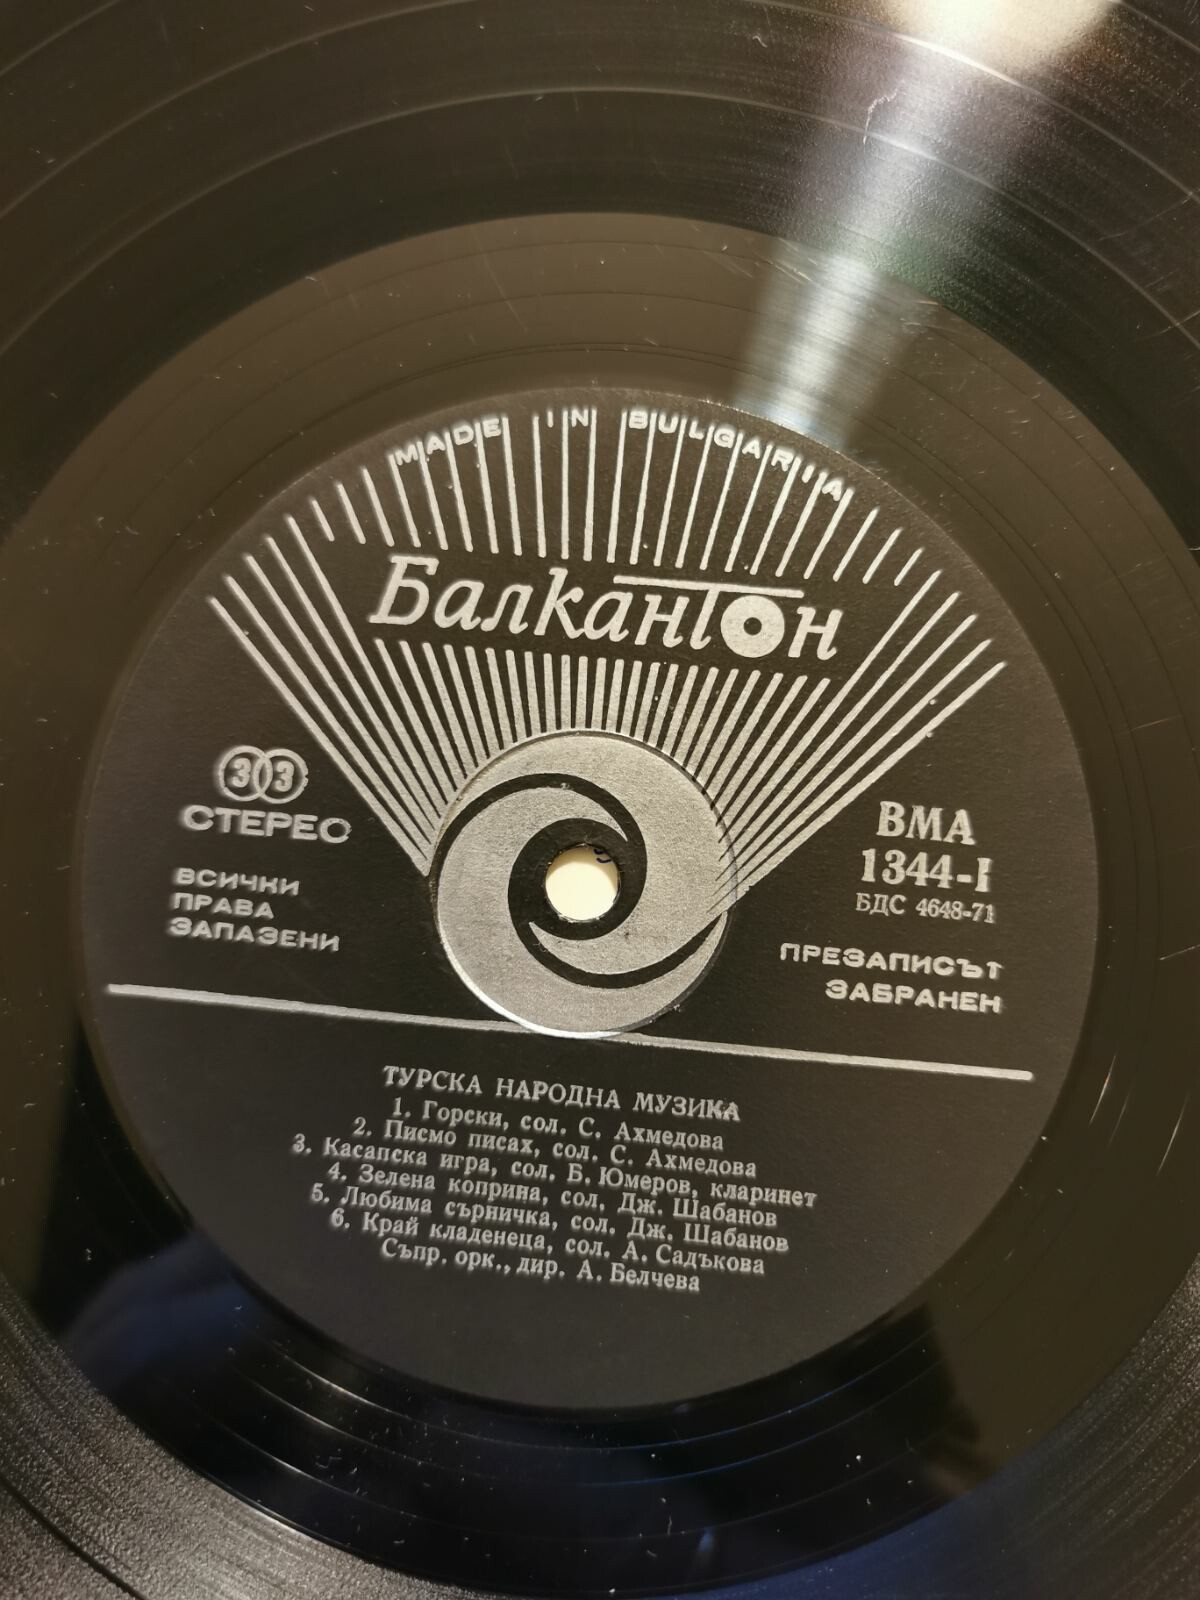 MADE IN BULGARIA
Балкантон
33
СТЕРЕО
ВСИЧКИ
ПРАВА
ЗАПАЗЕНИ
ВМА
1344-I
БДС 4648-71
ПРЕЗАПИСЪТ
ЗАБРАНЕН
ТУРСКА НАРОДНА МУЗИКА
1. Горски, сол. С. Ахмедова
2. Писмо писах, сол. С. Ахмедова
3. Касапска игра, сол. Б. Юмеров, кларинет
4. Зелена коприна, сол. Дж. Шабанов
5. Любима сърничка, сол. Дж. Шабанов
6. Край кладенеца, сол. А. Садъкова
Съпр. орк., дир. А. Белчева